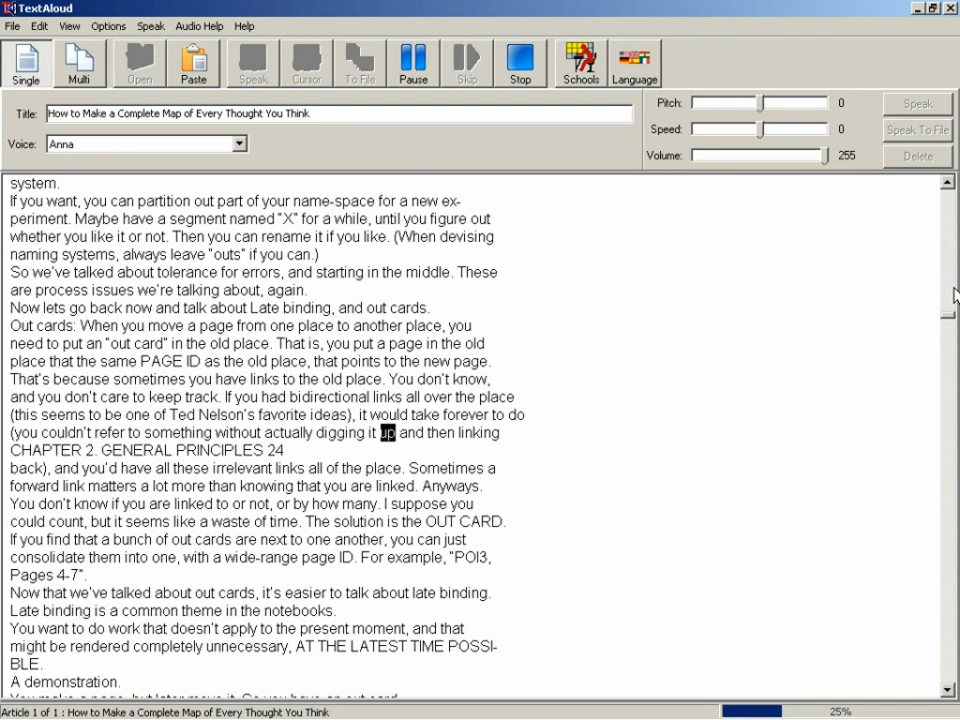 TextAloud
File Edit View Options Speak Audio Help Help
Single Multi Open Paste Speak Cursor To File Pause Skip Stop Schools Language
Title: How to Make a Complete Map of Every Thought You Think
Voice: Anna
Pitch: 0 Speak
Speed: 0 Speak To File
Volume: 255 Delete
system.
If you want, you can partition out part of your name-space for a new ex-
periment. Maybe have a segment named "X" for a while, until you figure out
whether you like it or not. Then you can rename it if you like. (When devising
naming systems, always leave "outs" if you can.)
So we've talked about tolerance for errors, and starting in the middle. These
are process issues we're talking about, again.
Now lets go back now and talk about Late binding, and out cards.
Out cards: When you move a page from one place to another place, you
need to put an "out card" in the old place. That is, you put a page in the old
place that the same PAGE ID as the old place, that points to the new page.
That's because sometimes you have links to the old place. You don't know,
and you don't care to keep track. If you had bidirectional links all over the place
(this seems to be one of Ted Nelson's favorite ideas), it would take forever to do
(you couldn't refer to something without actually digging it up and then linking
CHAPTER 2. GENERAL PRINCIPLES 24
back), and you'd have all these irrelevant links all of the place. Sometimes a
forward link matters a lot more than knowing that you are linked. Anyways.
You don't know if you are linked to or not, or by how many. I suppose you
could count, but it seems like a waste of time. The solution is the OUT CARD.
If you find that a bunch of out cards are next to one another, you can just
consolidate them into one, with a wide-range page ID. For example, "POI3,
Pages 4-7".
Now that we've talked about out cards, it's easier to talk about late binding.
Late binding is a common theme in the notebooks.
You want to do work that doesn't apply to the present moment, and that
might be rendered completely unnecessary, AT THE LATEST TIME POSSI-
BLE.
A demonstration.
You make a page, but later move it. So you have an out card
Article 1 of 1 : How to Make a Complete Map of Every Thought You Think 25%